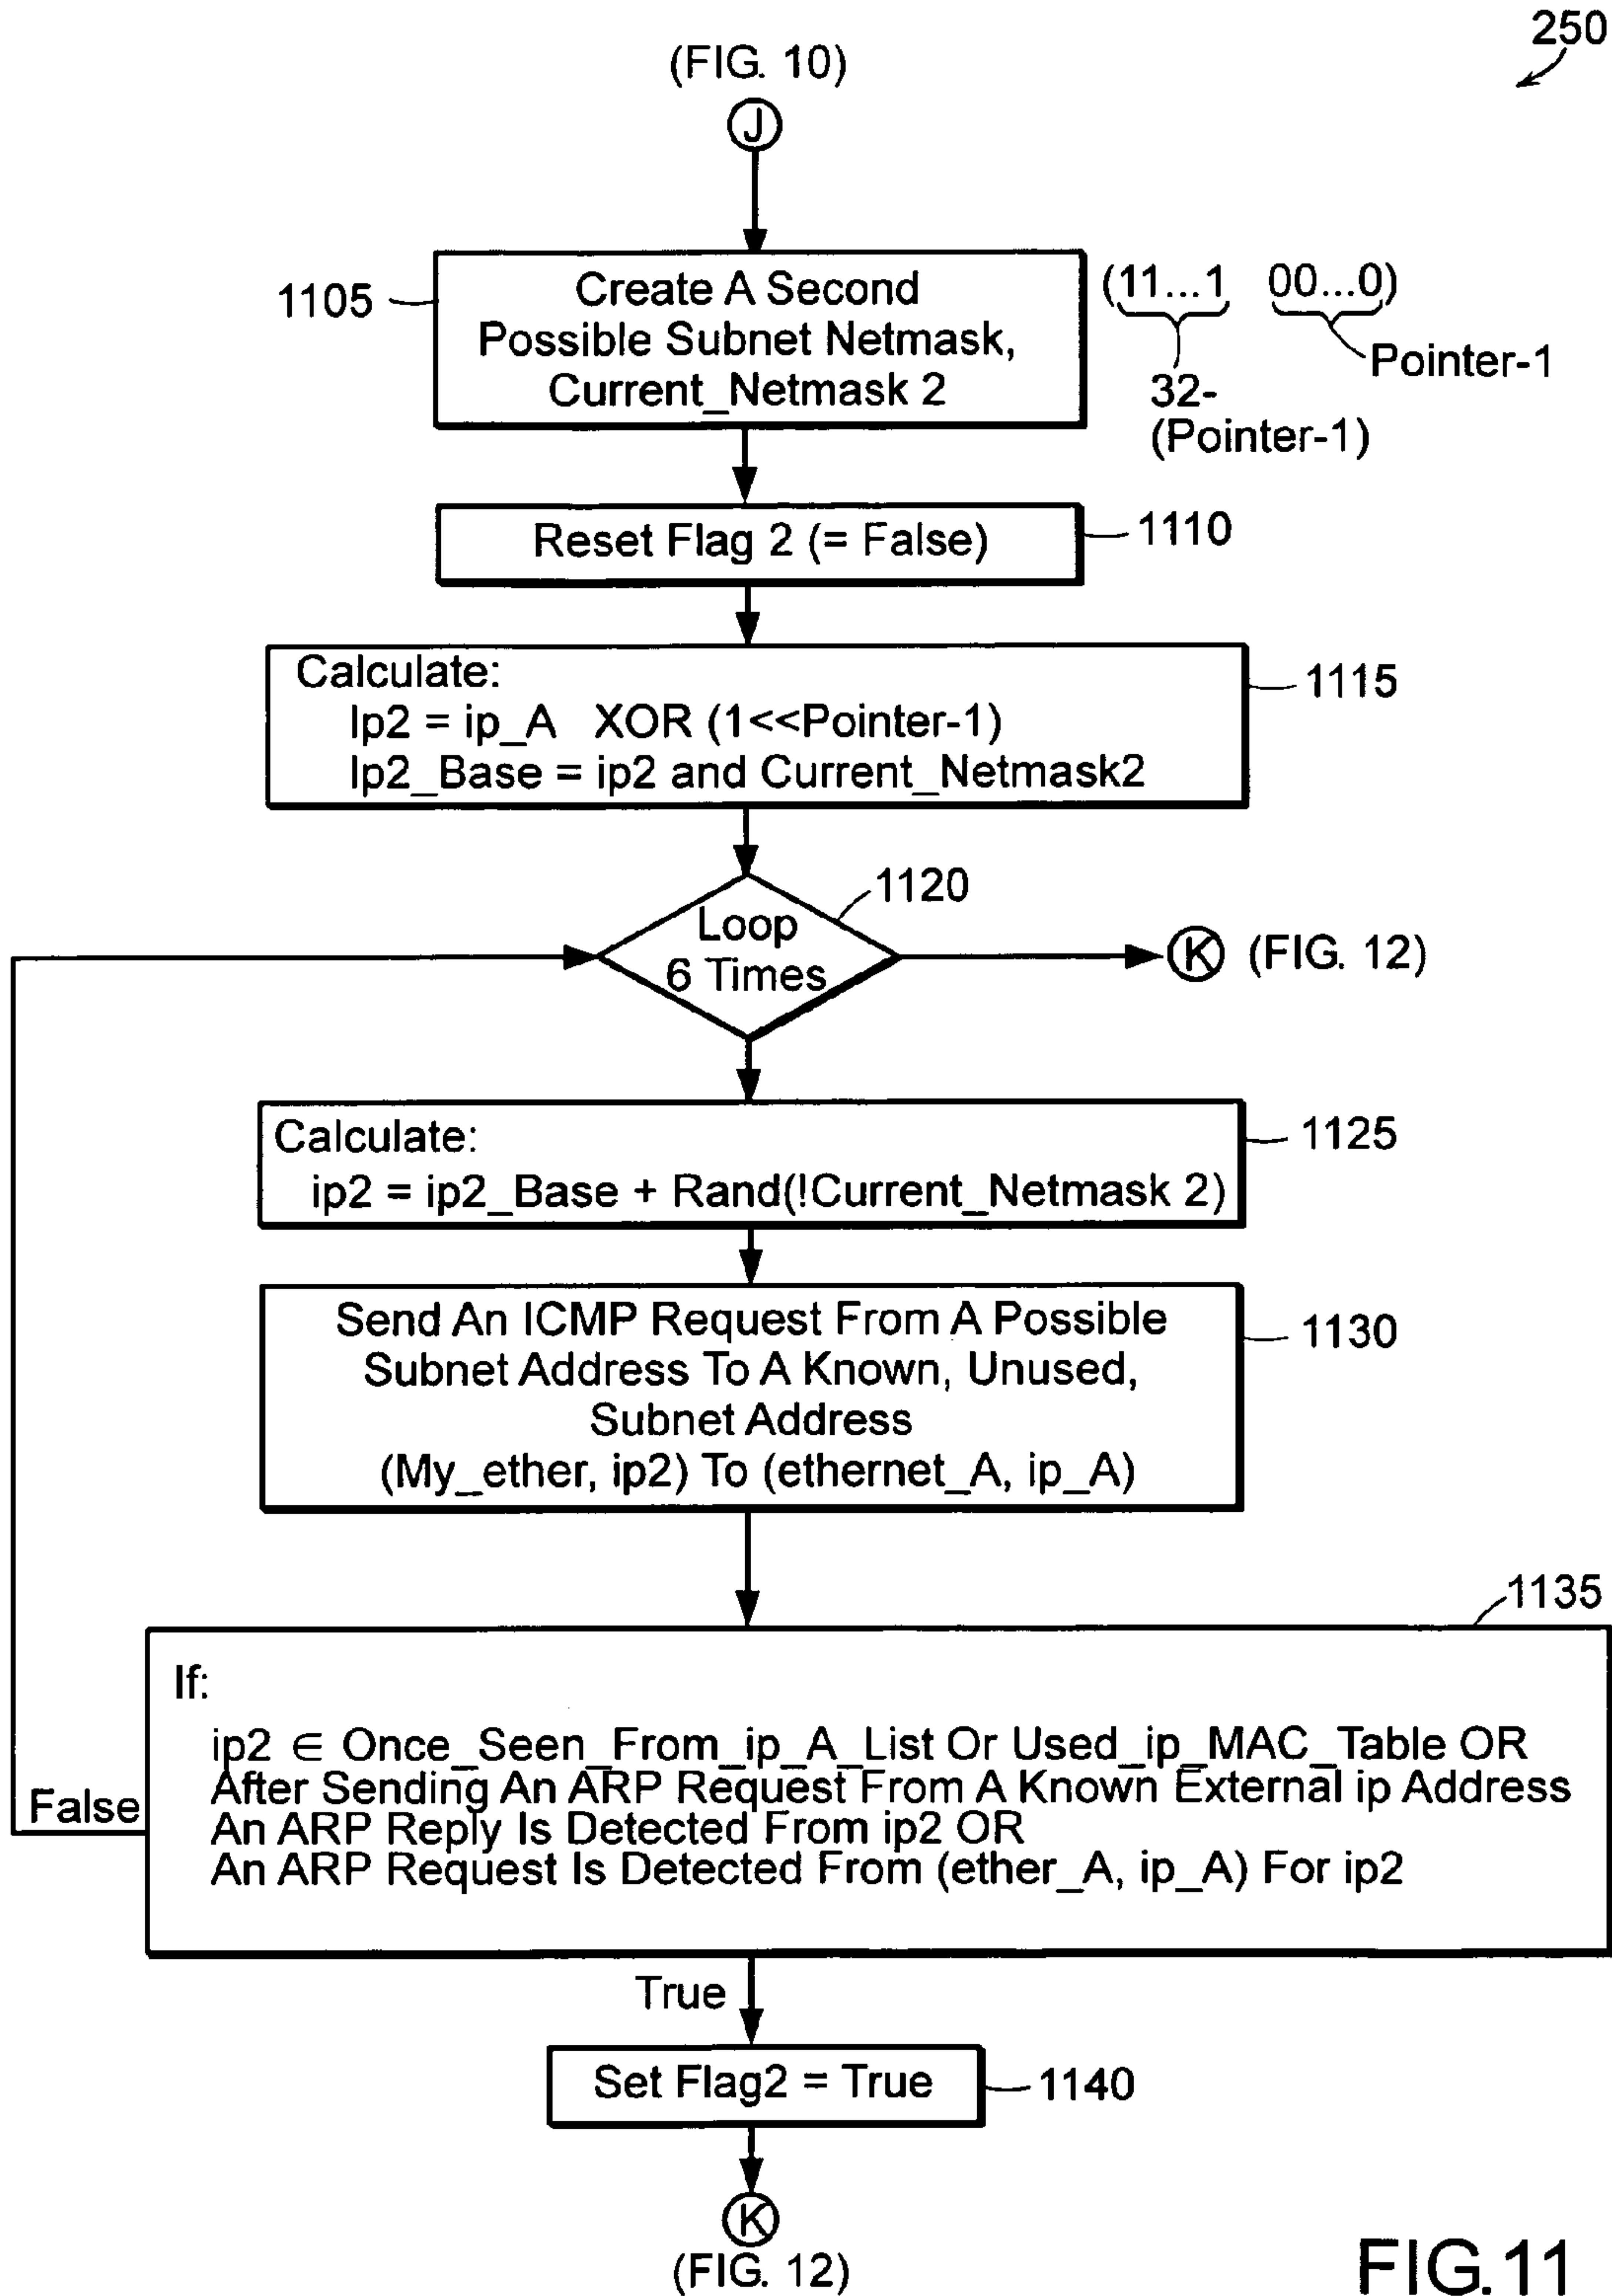 250
(FIG. 10)
J
1105
Create A Second
Possible Subnet Netmask,
Current_Netmask 2
(11...1 00...0)
Pointer-1
32-
(Pointer-1)
Reset Flag 2 (= False)
1110
Calculate:
Ip2 = ip_A XOR (1<<Pointer-1)
Ip2_Base = ip2 and Current_Netmask2
1115
1120
Loop
6 Times
K (FIG. 12)
Calculate:
ip2 = ip2_Base + Rand(!Current_Netmask 2)
1125
Send An ICMP Request From A Possible
Subnet Address To A Known, Unused,
Subnet Address
(My_ether, ip2) To (ethernet_A, ip_A)
1130
1135
If:
ip2 ∈ Once_Seen_From_ip_A_List Or Used_ip_MAC_Table OR
After Sending An ARP Request From A Known External ip Address
An ARP Reply Is Detected From ip2 OR
An ARP Request Is Detected From (ether_A, ip_A) For ip2
False
True
Set Flag2 = True
1140
K
(FIG. 12)
FIG.11